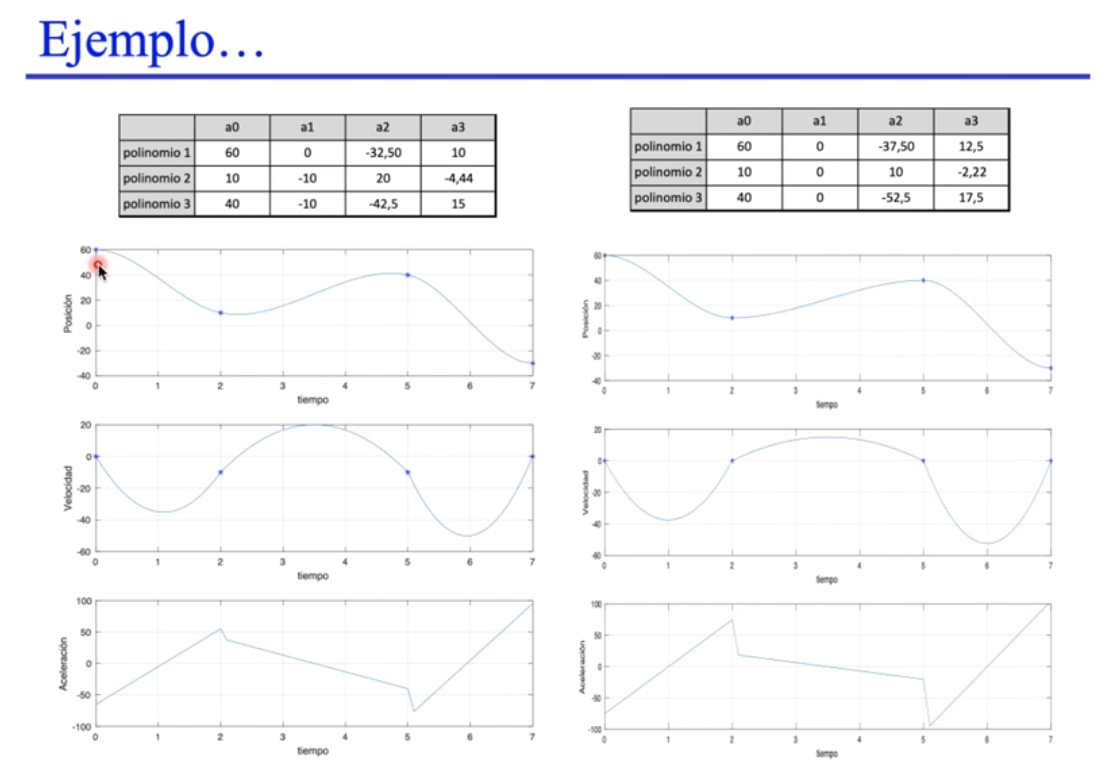 Ejemplo...
a0 a1 a2 a3
polinomio 1 60 0 -32,50 10
polinomio 2 10 -10 20 -4,44
polinomio 3 40 -10 -42,5 15
a0 a1 a2 a3
polinomio 1 60 0 -37,50 12,5
polinomio 2 10 0 10 -2,22
polinomio 3 40 0 -52,5 17,5
Posición
60
40
20
0
-20
-40
0 1 2 3 4 5 6 7
tiempo
Posición
60
40
20
0
-20
-40
0 1 2 3 4 5 6 7
tiempo
Velocidad
20
0
-20
-40
-60
0 1 2 3 4 5 6 7
tiempo
Velocidad
20
0
-20
-40
-60
0 1 2 3 4 5 6 7
tiempo
Aceleración
100
50
0
-50
-100
0 1 2 3 4 5 6 7
tiempo
Aceleración
100
50
0
-50
-100
0 1 2 3 4 5 6 7
tiempo